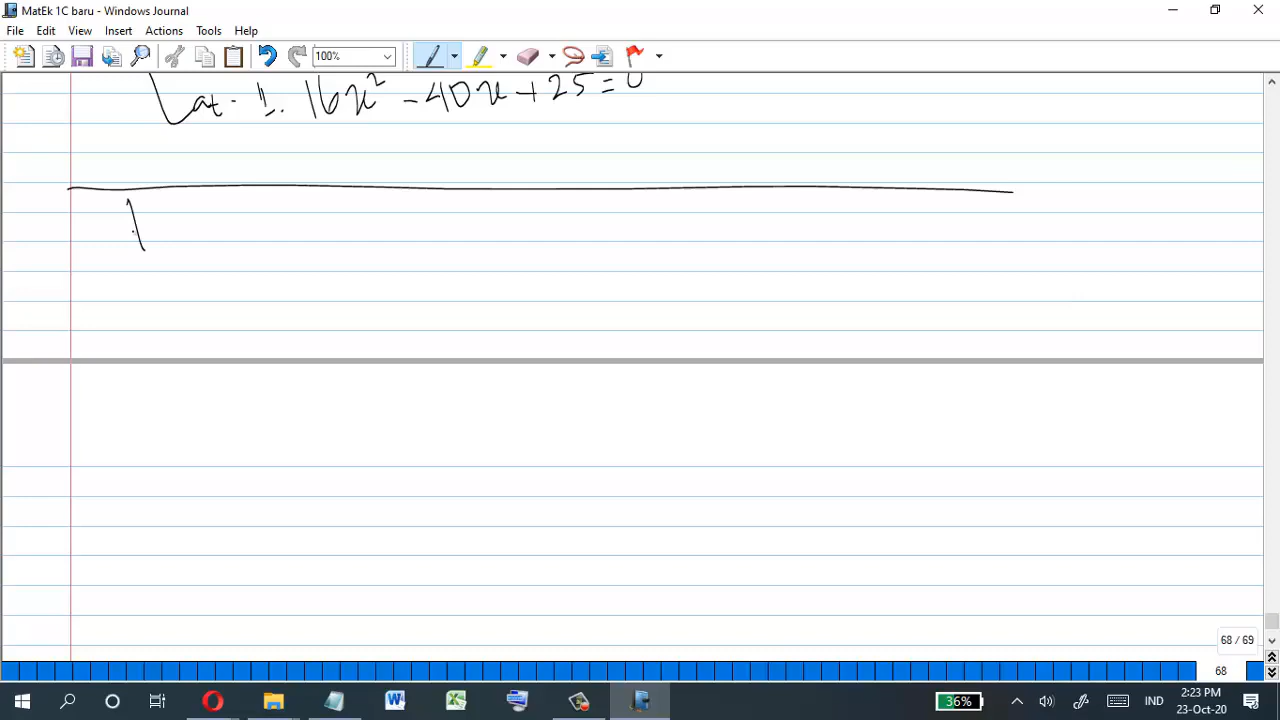 MatEk 1C baru - Windows Journal
File Edit View Insert Actions Tools Help
100%
Lat. 1. 16x² - 40x + 25 = 0
68 / 69
68
36% IND 2:23 PM
23-Oct-20